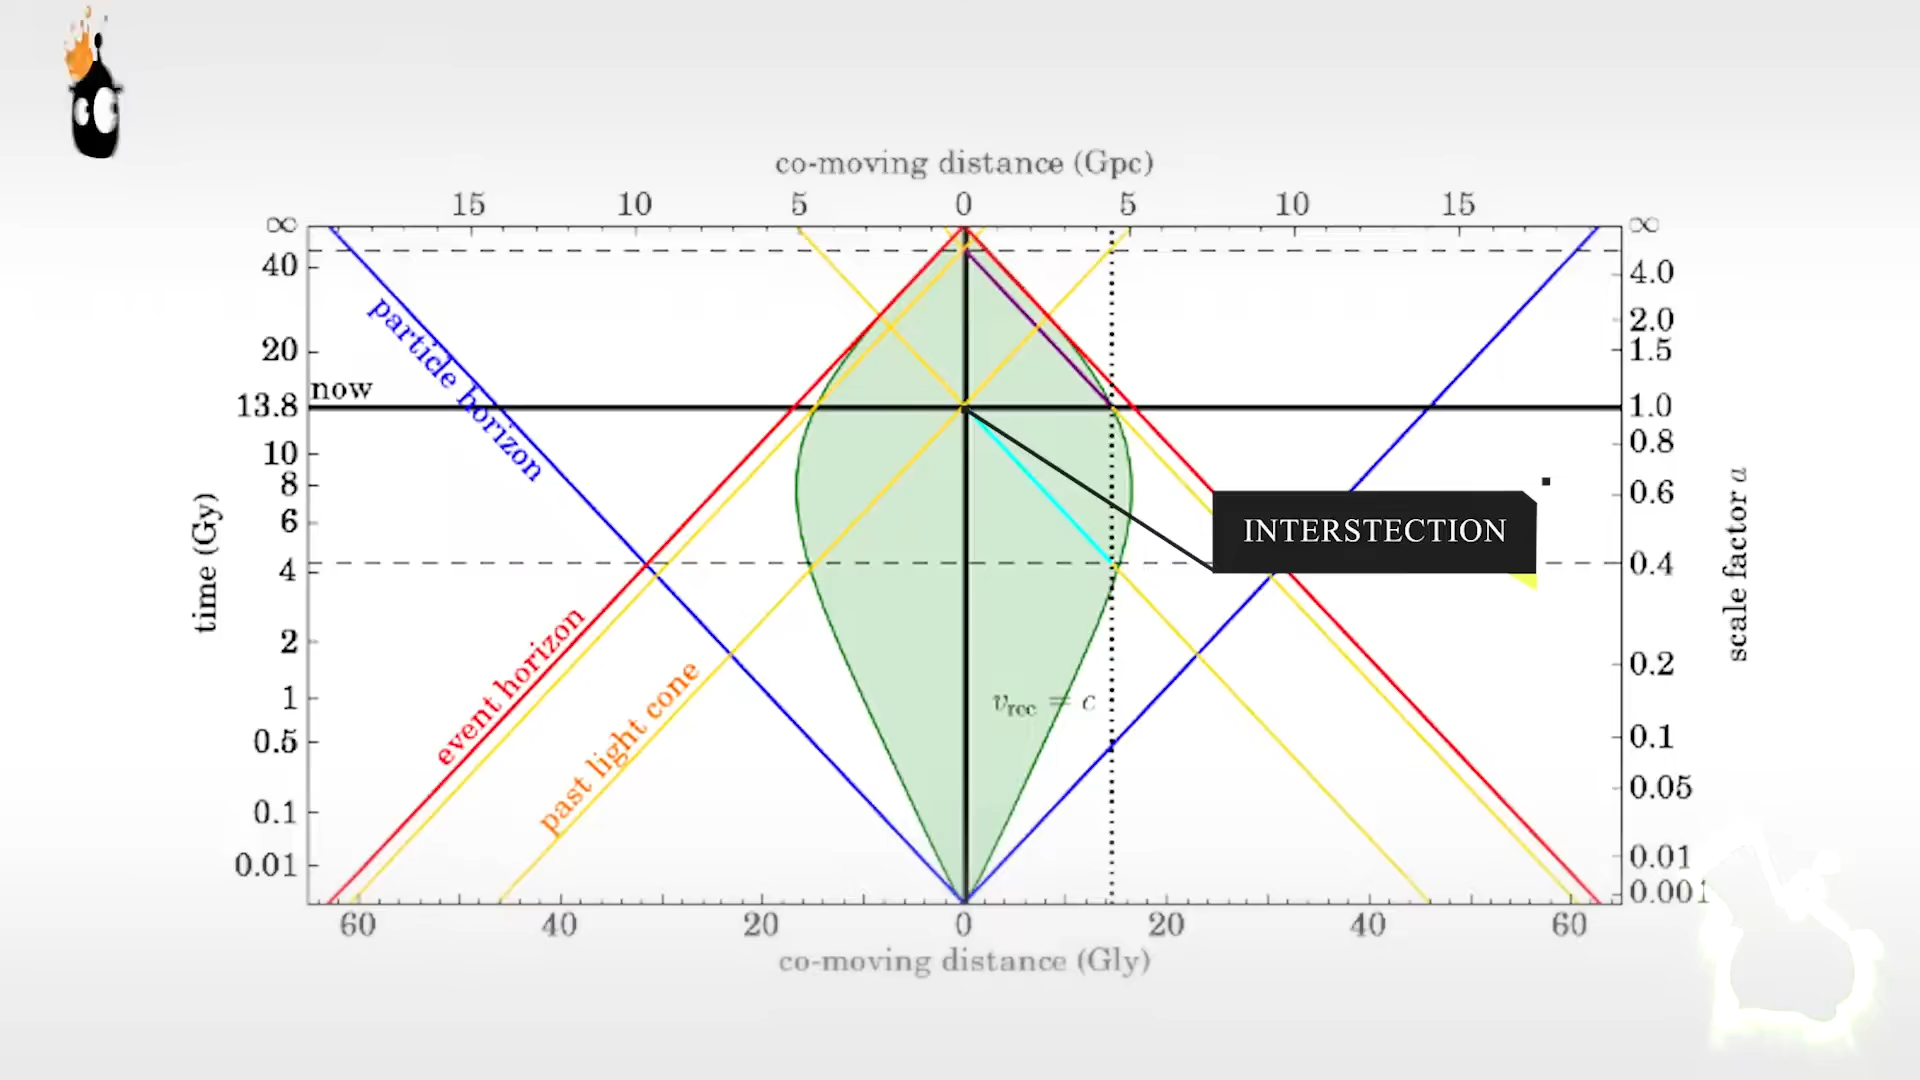 co-moving distance (Gpc)
15 10 5 0 5 10 15
∞ ∞
40 4.0
2.0
20 1.5
now
13.8 1.0
10 0.8
8 0.6
6
4 0.4
2 0.2
1
0.5 0.1
0.1 0.05
0.01 0.01
0.001
60 40 20 0 20 40 60
co-moving distance (Gly)
time (Gy)
scale factor a
particle horizon
event horizon
past light cone
v_rec = c
INTERSTECTION